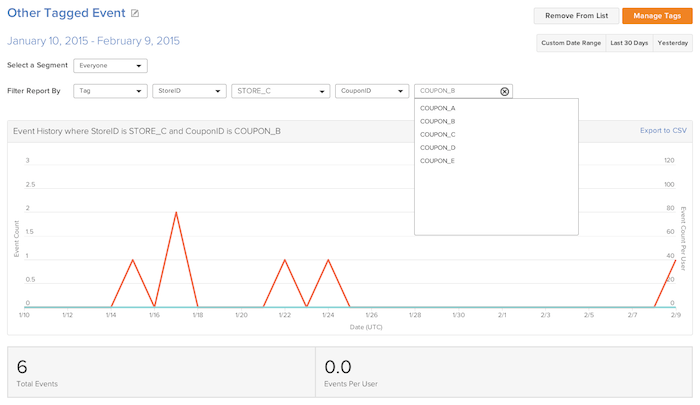 Other Tagged Event
Remove From List
Manage Tags
January 10, 2015 - February 9, 2015
Custom Date Range
Last 30 Days
Yesterday
Select a Segment
Everyone
Filter Report By
Tag
StoreID
STORE_C
CouponID
COUPON_B
COUPON_A
COUPON_B
COUPON_C
COUPON_D
COUPON_E
Event History where StoreID is STORE_C and CouponID is COUPON_B
Export to CSV
3
2.5
2
1.5
1
0.5
0
Event Count
120
100
80
60
40
20
0
Event Count Per User
1/10
1/12
1/14
1/16
1/18
1/20
1/22
1/24
1/26
1/28
1/30
2/1
2/3
2/5
2/7
2/9
Date (UTC)
6
Total Events
0.0
Events Per User